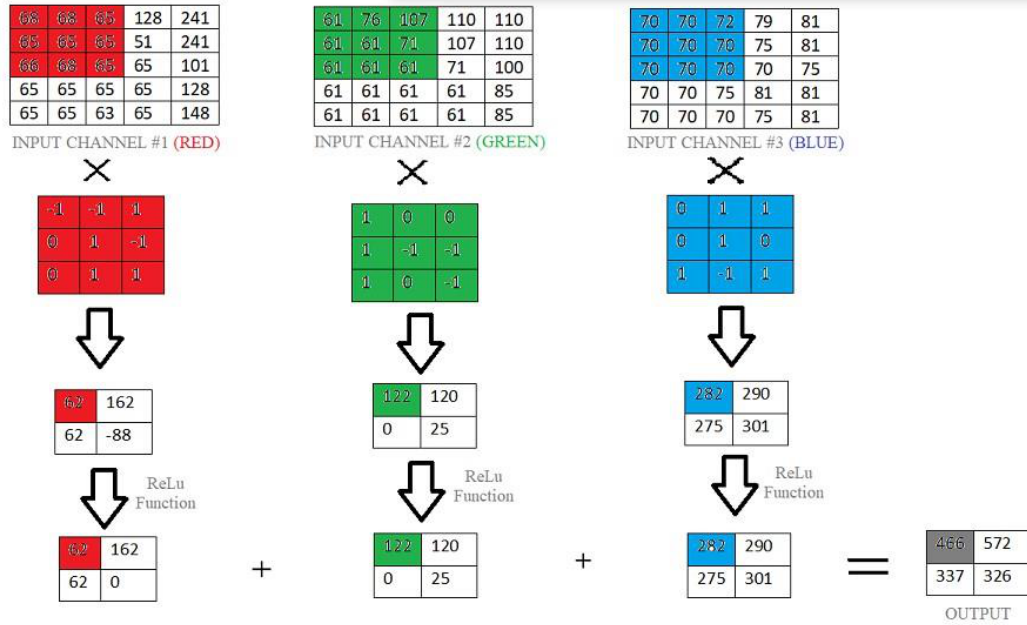 68 68 65 128 241
65 65 65 51 241
66 68 65 65 101
65 65 65 65 128
65 65 63 65 148
INPUT CHANNEL #1 (RED)
61 76 107 110 110
61 61 71 107 110
61 61 61 71 100
61 61 61 61 85
61 61 61 61 85
INPUT CHANNEL #2 (GREEN)
70 70 72 79 81
70 70 70 75 81
70 70 70 70 75
70 70 75 81 81
70 70 70 75 81
INPUT CHANNEL #3 (BLUE)
-1 -1 1
0 1 -1
0 1 1
1 0 0
1 -1 -1
1 0 -1
0 1 1
0 1 0
1 -1 1
62 162
62 -88
122 120
0 25
282 290
275 301
ReLu
Function
ReLu
Function
ReLu
Function
62 162
62 0
+
122 120
0 25
+
282 290
275 301
=
466 572
337 326
OUTPUT